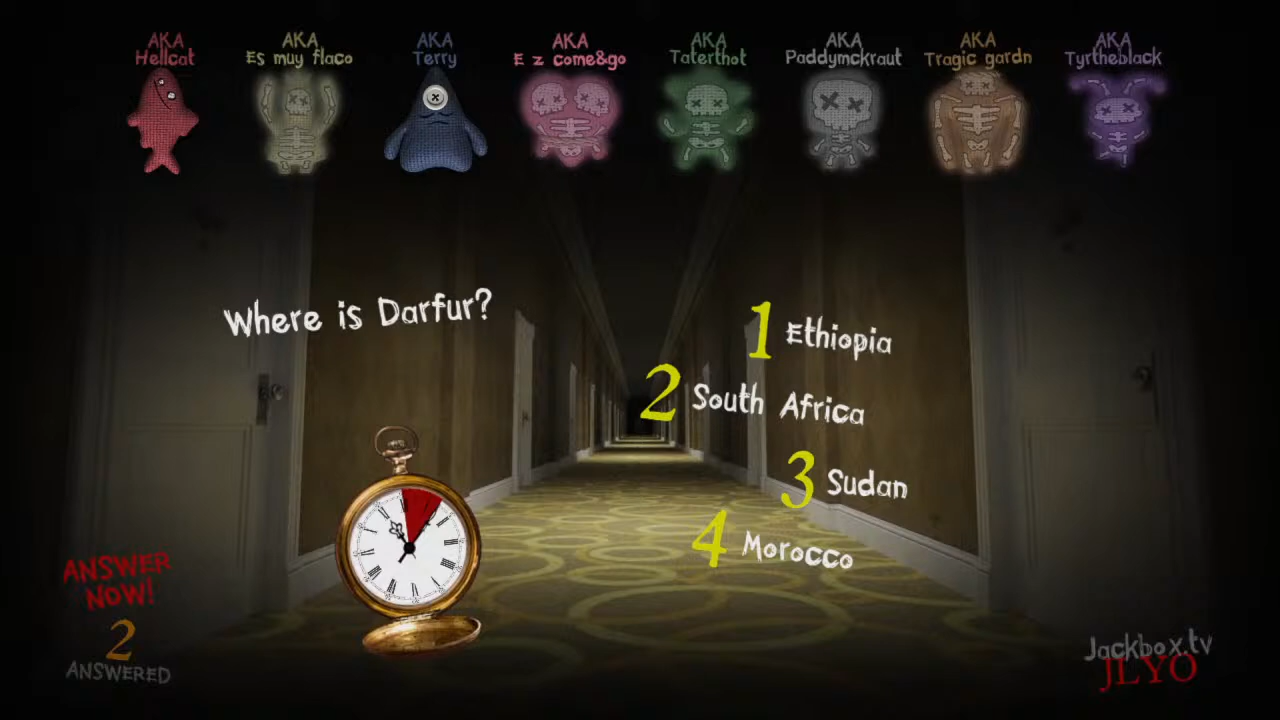 AKA
Hellcat
AKA
Es muy flaco
AKA
Terry
AKA
E z come&go
AKA
Taterthot
AKA
Paddymckraut
AKA
Tragic gardn
AKA
Tyrtheblack
Where is Darfur?
1 Ethiopia
2 South Africa
3 Sudan
4 Morocco
ANSWER
NOW!
2
ANSWERED
Jackbox.tv
JLYO